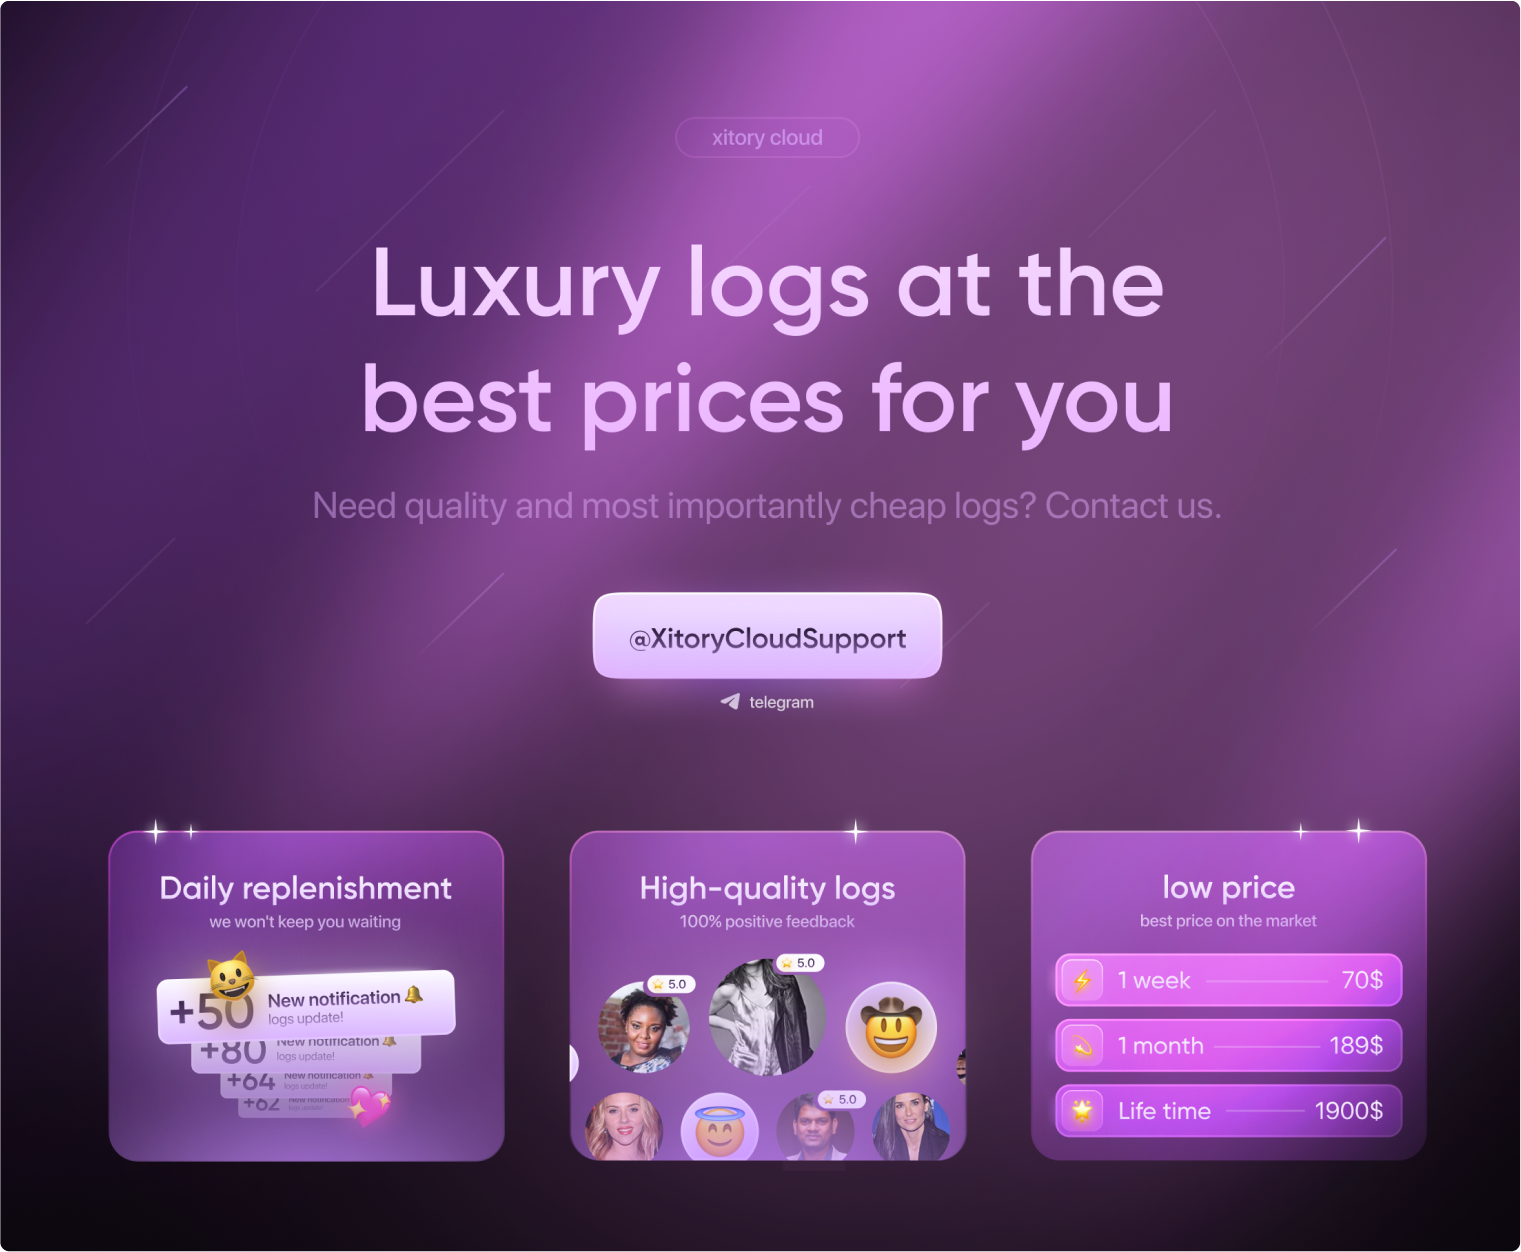 xitory cloud
Luxury logs at the
best prices for you
Need quality and most importantly cheap logs? Contact us.
@XitoryCloudSupport
telegram
Daily replenishment
we won't keep you waiting
+50 New notification
logs update!
+80 New notification
logs update!
+64 New notification
logs update!
+62 New notification
logs update!
High-quality logs
100% positive feedback
5.0
5.0
5.0
low price
best price on the market
1 week 70$
1 month 189$
Life time 1900$